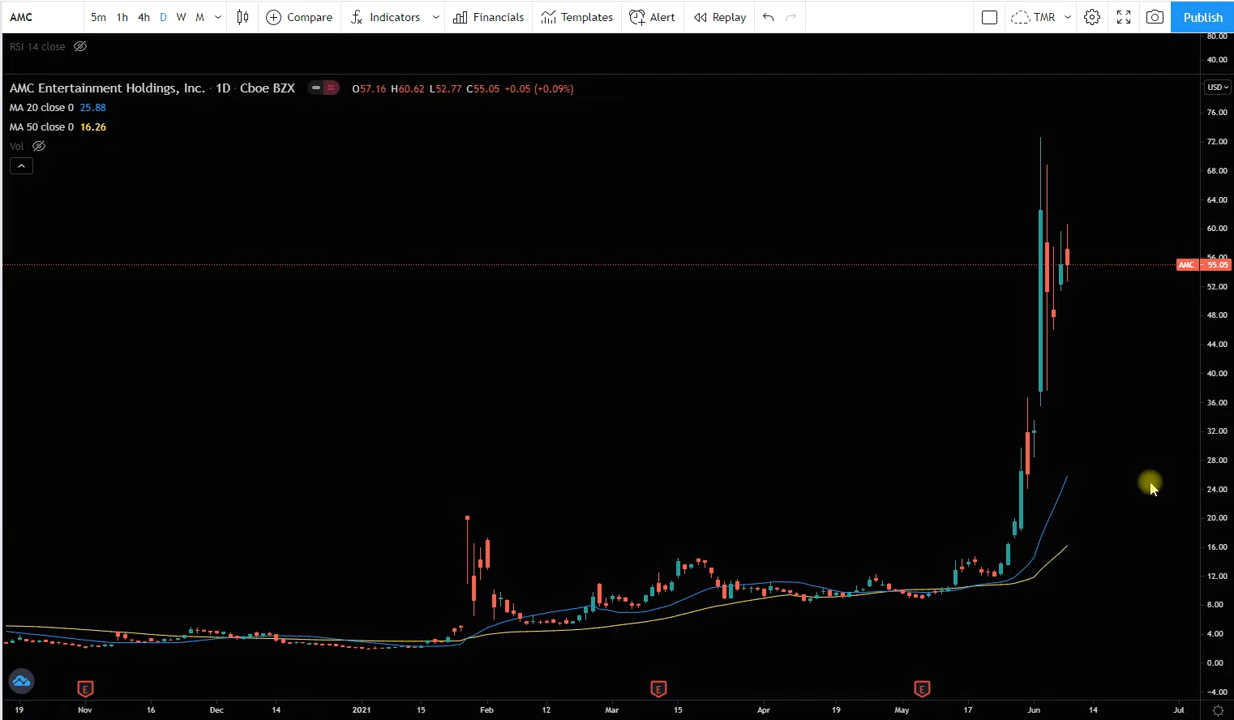 AMC 5m 1h 4h D W M Compare Indicators Financials Templates Alert Replay TMR Publish
RSI 14 close
80.00
40.00
AMC Entertainment Holdings, Inc. · 1D · Cboe BZX O57.16 H60.62 L52.77 C55.05 +0.05 (+0.09%)
USD
MA 20 close 0 25.88
MA 50 close 0 16.26
Vol
76.00
72.00
68.00
64.00
60.00
56.00
AMC 55.05
52.00
48.00
44.00
40.00
36.00
32.00
28.00
24.00
20.00
16.00
12.00
8.00
4.00
0.00
−4.00
E E E
19 Nov 16 Dec 14 2021 15 Feb 12 Mar 15 Apr 19 May 17 Jun 14 Jul